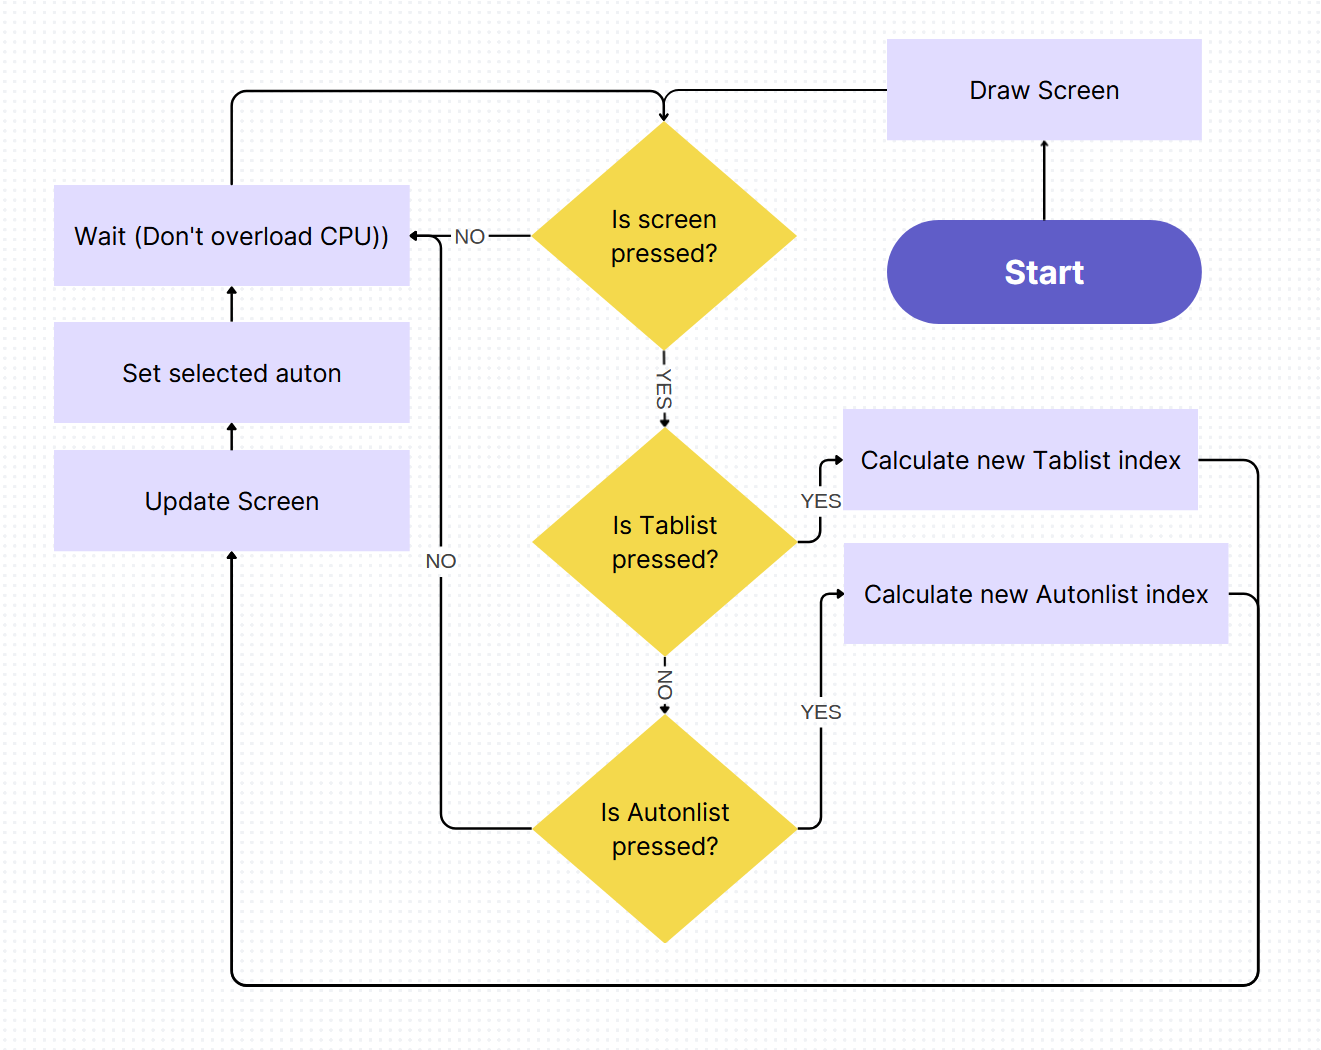 Draw Screen
Start
Is screen
pressed?
NO
Wait (Don't overload CPU))
Set selected auton
Update Screen
YES
Is Tablist
pressed?
YES
Calculate new Tablist index
NO
Calculate new Autonlist index
NO
YES
Is Autonlist
pressed?